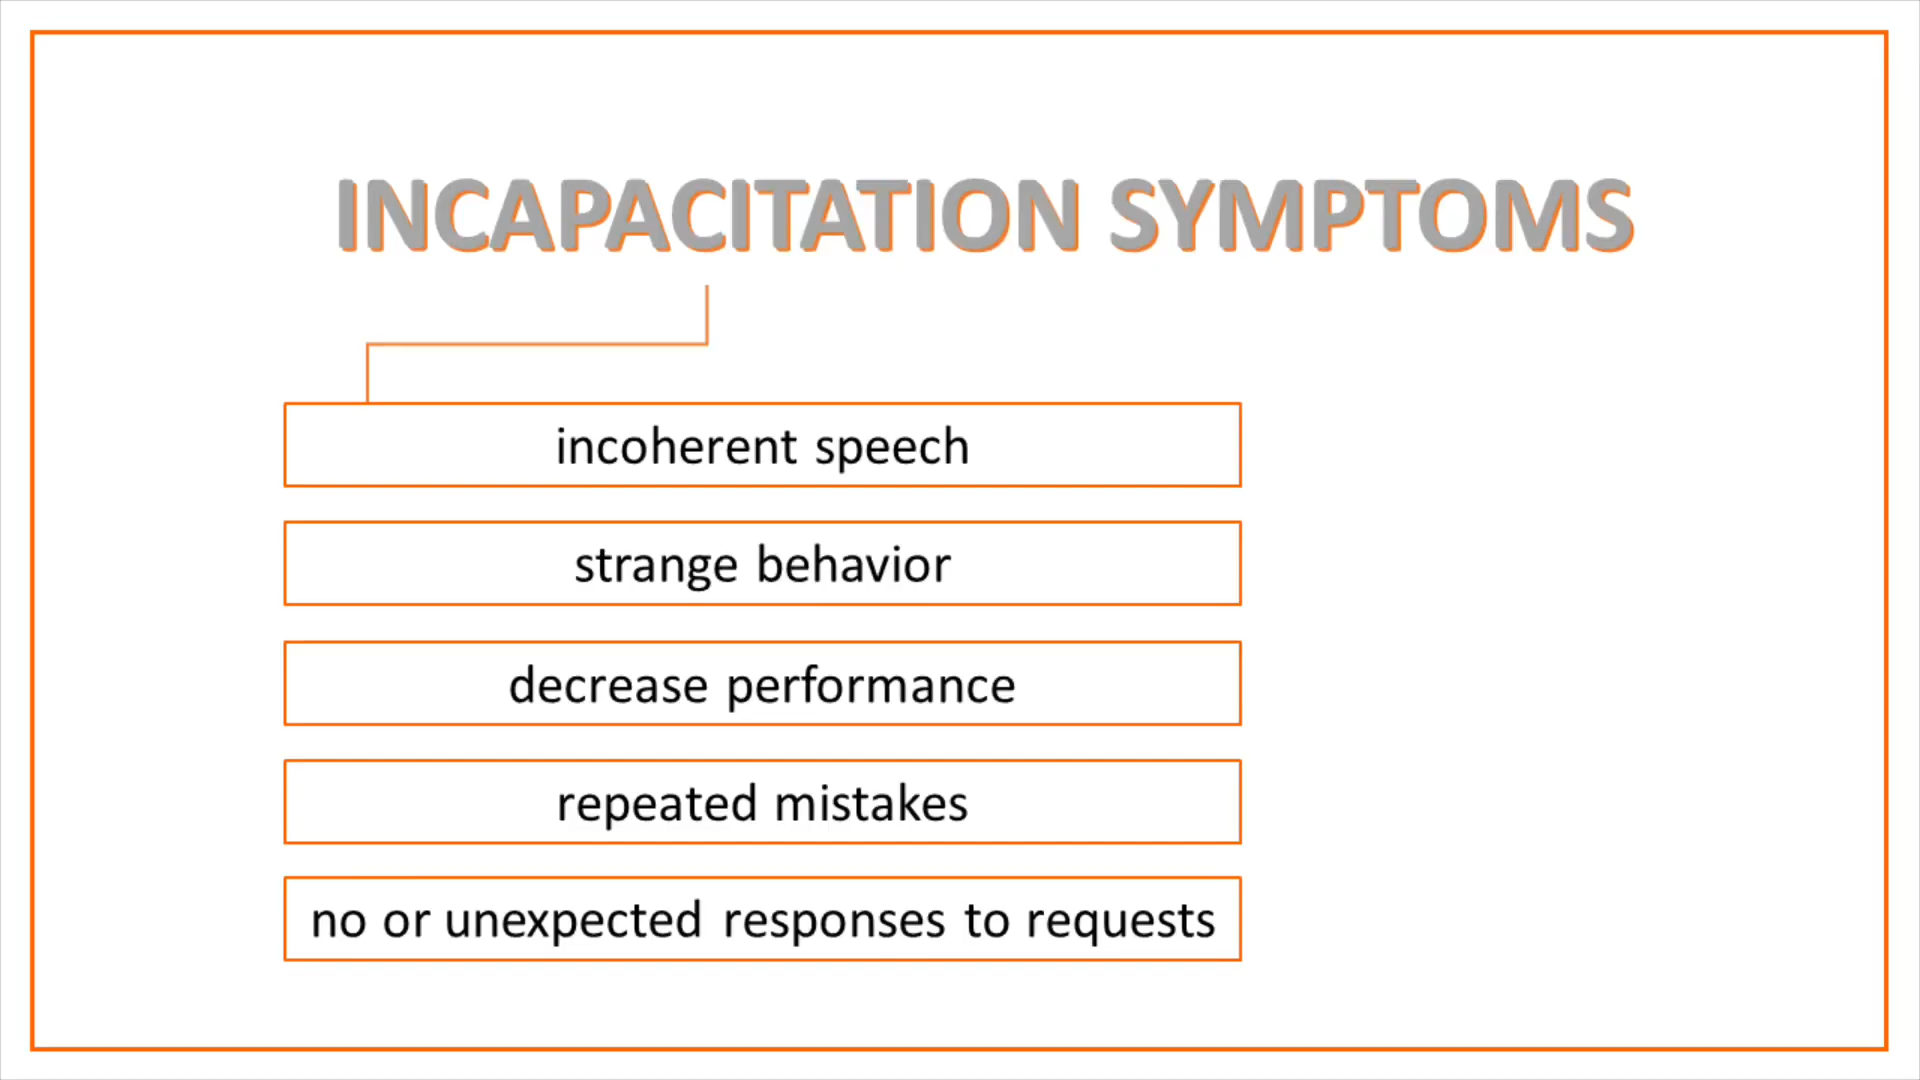 INCAPACITATION SYMPTOMS
incoherent speech
strange behavior
decrease performance
repeated mistakes
no or unexpected responses to requests